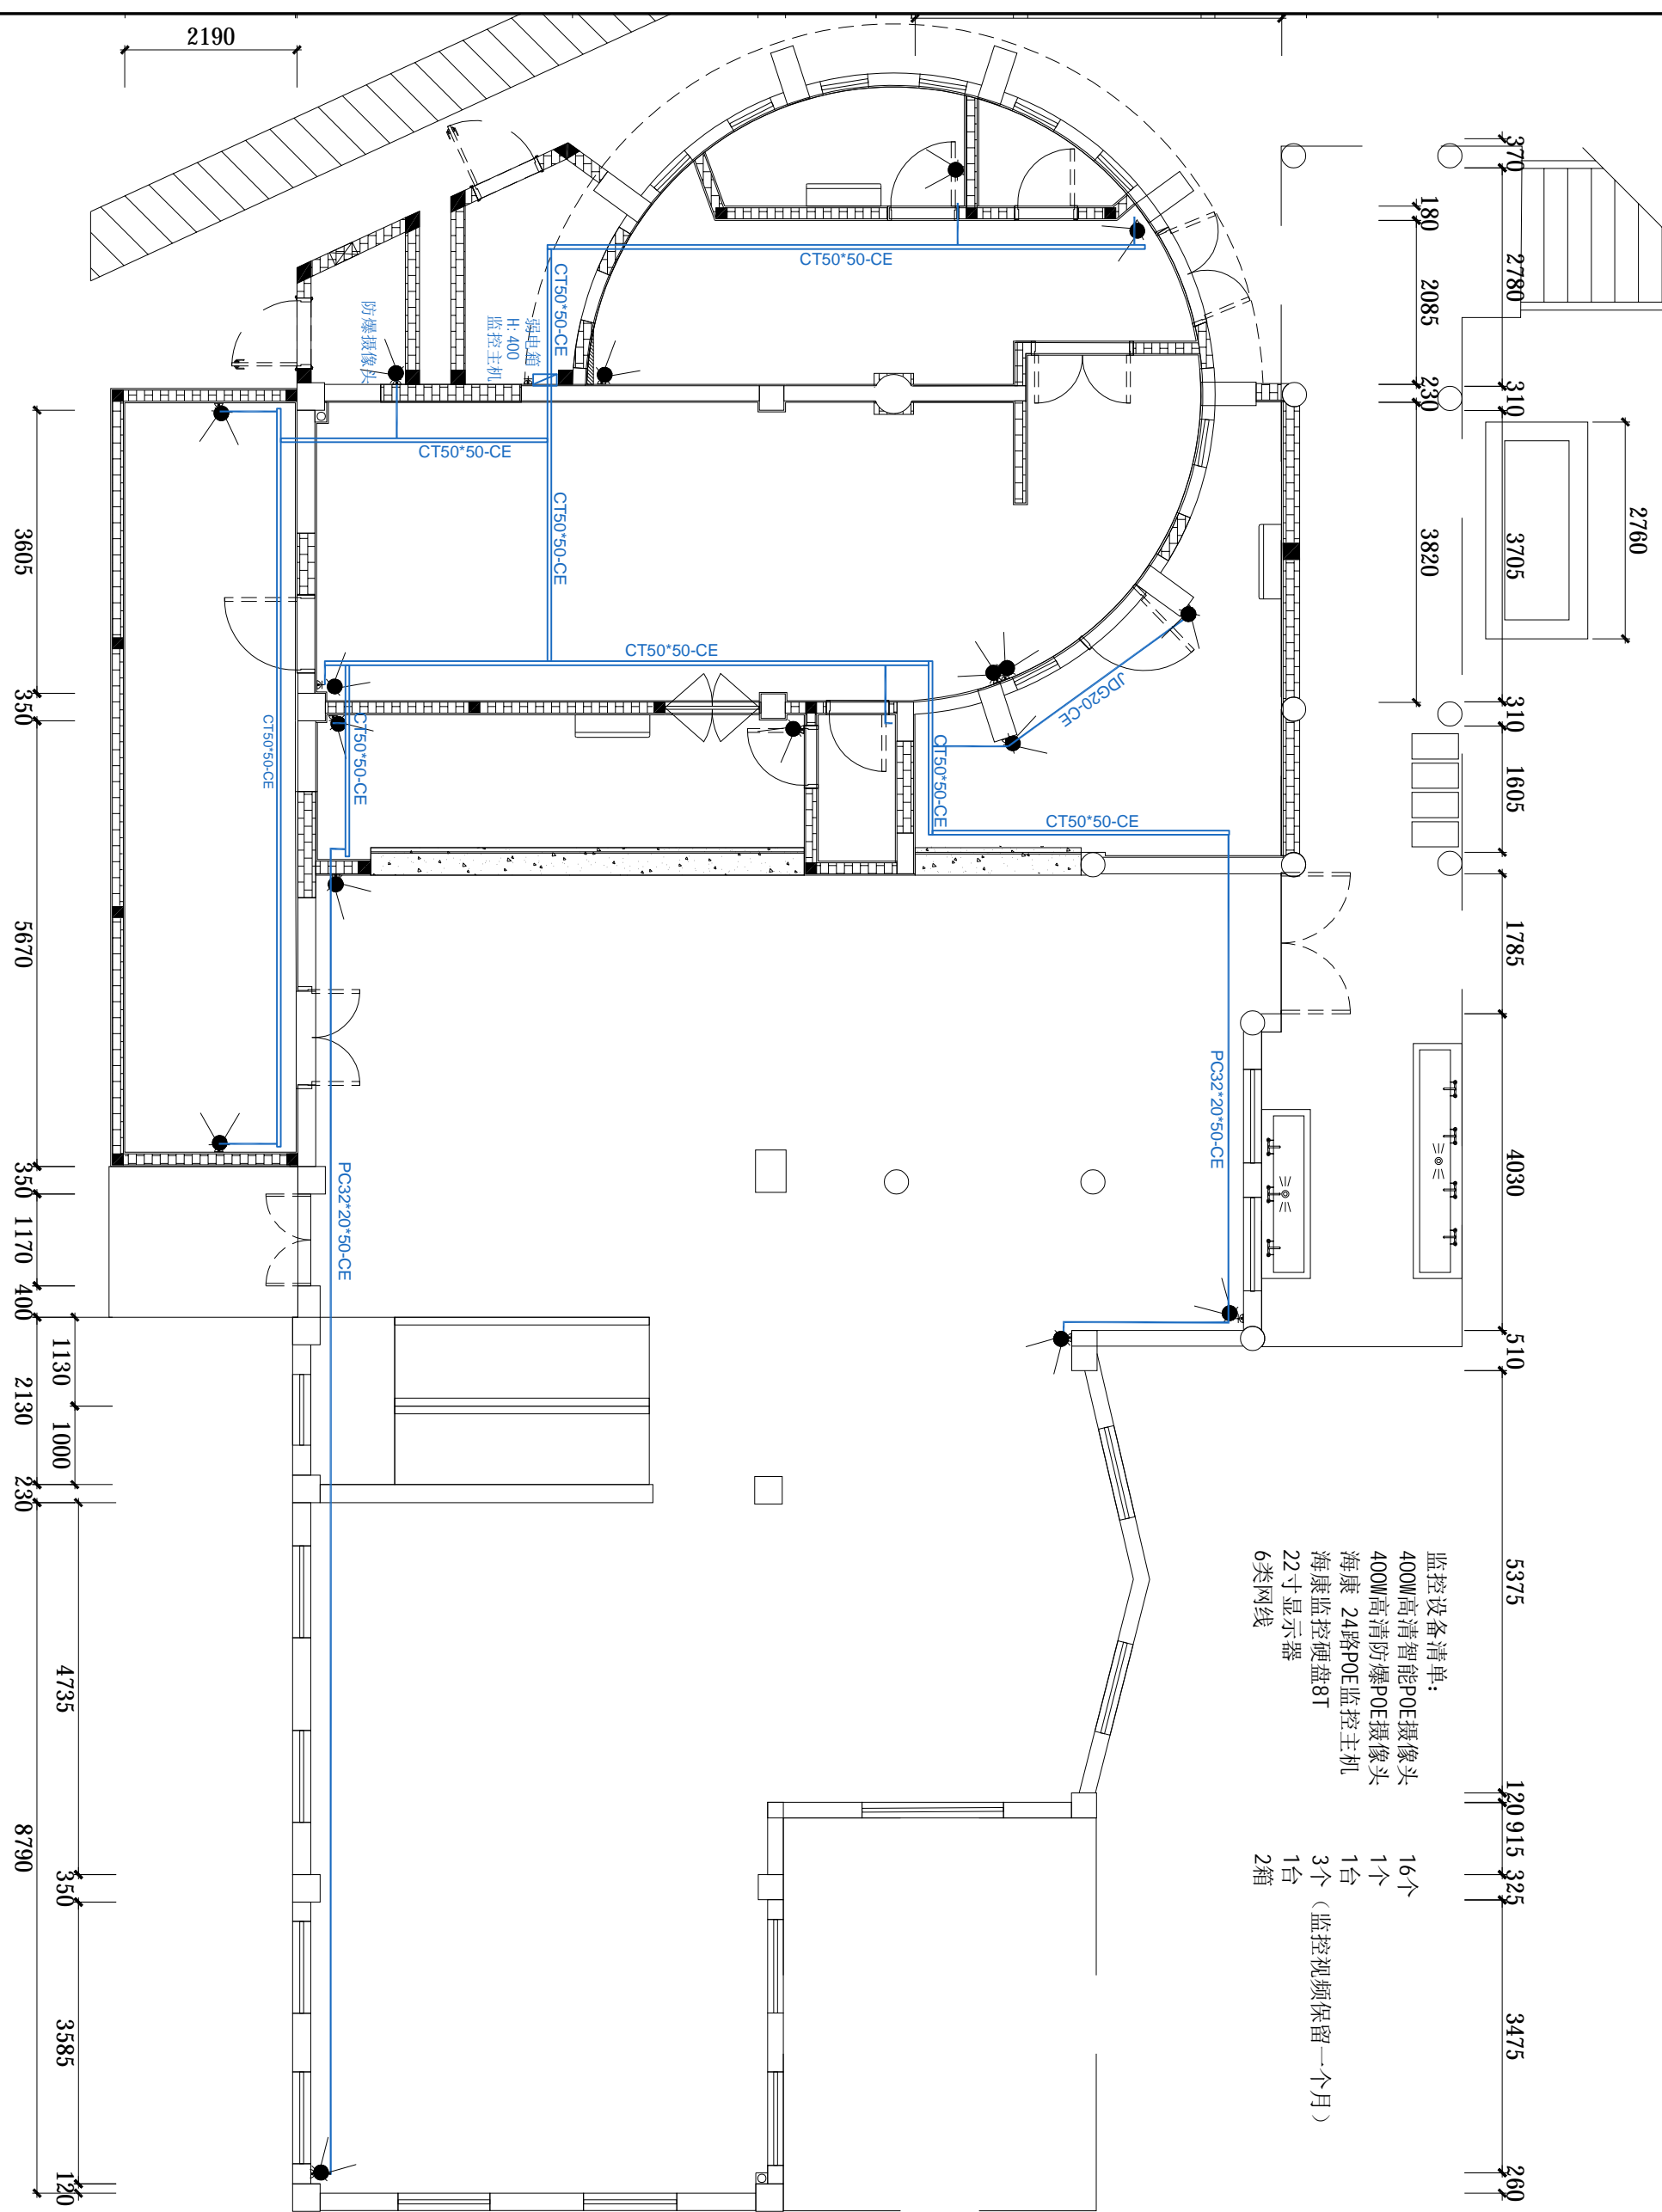 2190
370
2780
310
3705
310
1605
1785
4030
510
5375
120
915
325
3475
260
180
2085
230
3820
2760
CT50*50-CE
CT50*50-CE
弱电箱
H:400
监控主机
防爆摄像头
CT50*50-CE
CT50*50-CE
CT50*50-CE
JDG20-CE
CT50*50-CE
CT50*50-CE
CT50*50-CE
CT50*50-CE
PC32*20*50-CE
PC32*20*50-CE
监控设备清单:
400W高清智能POE摄像头 16个
400W高清防爆POE摄像头 1个
海康 24路POE监控主机 1台
海康监控硬盘8T 3个（监控视频保留一个月）
22寸显示器 1台
6类网线 2箱
1130
1000
4735
350
3585
120
3605
350
5670
350
1170
400
2130
230
8790